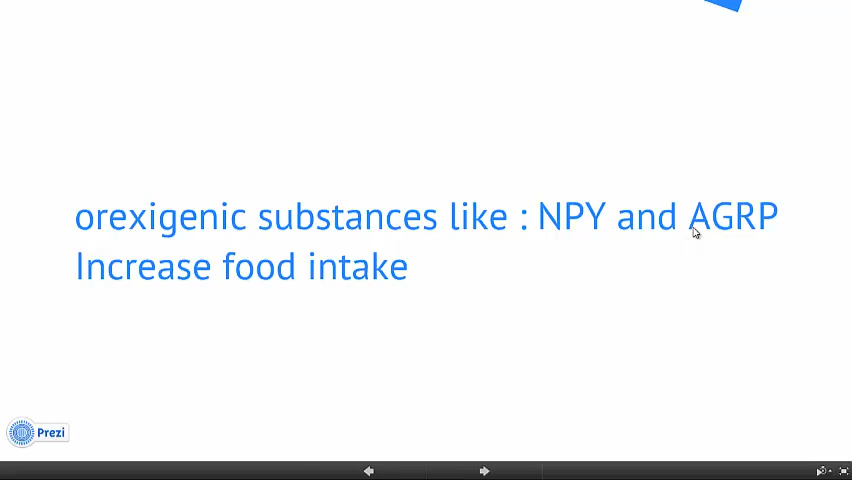 orexigenic substances like : NPY and AGRP
Increase food intake
Prezi